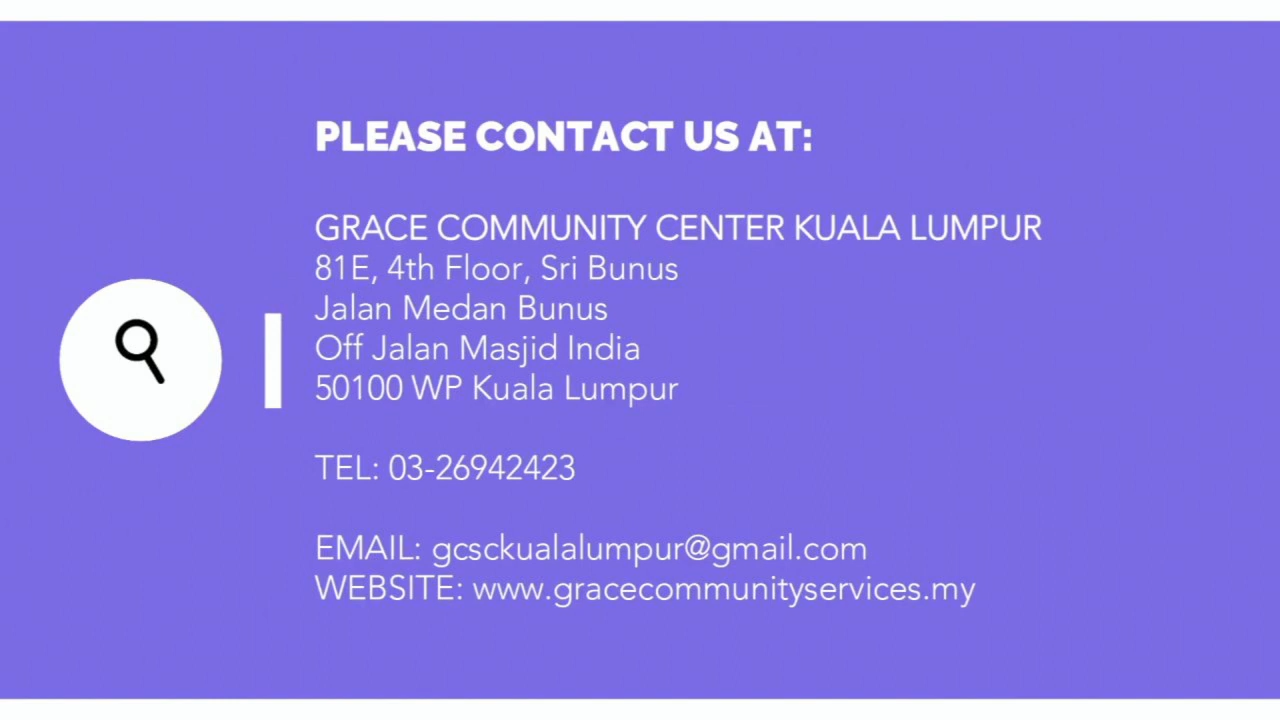 PLEASE CONTACT US AT:
GRACE COMMUNITY CENTER KUALA LUMPUR
81E, 4th Floor, Sri Bunus
Jalan Medan Bunus
Off Jalan Masjid India
50100 WP Kuala Lumpur
TEL: 03-26942423
EMAIL: gcsckualalumpur@gmail.com
WEBSITE: www.gracecommunityservices.my